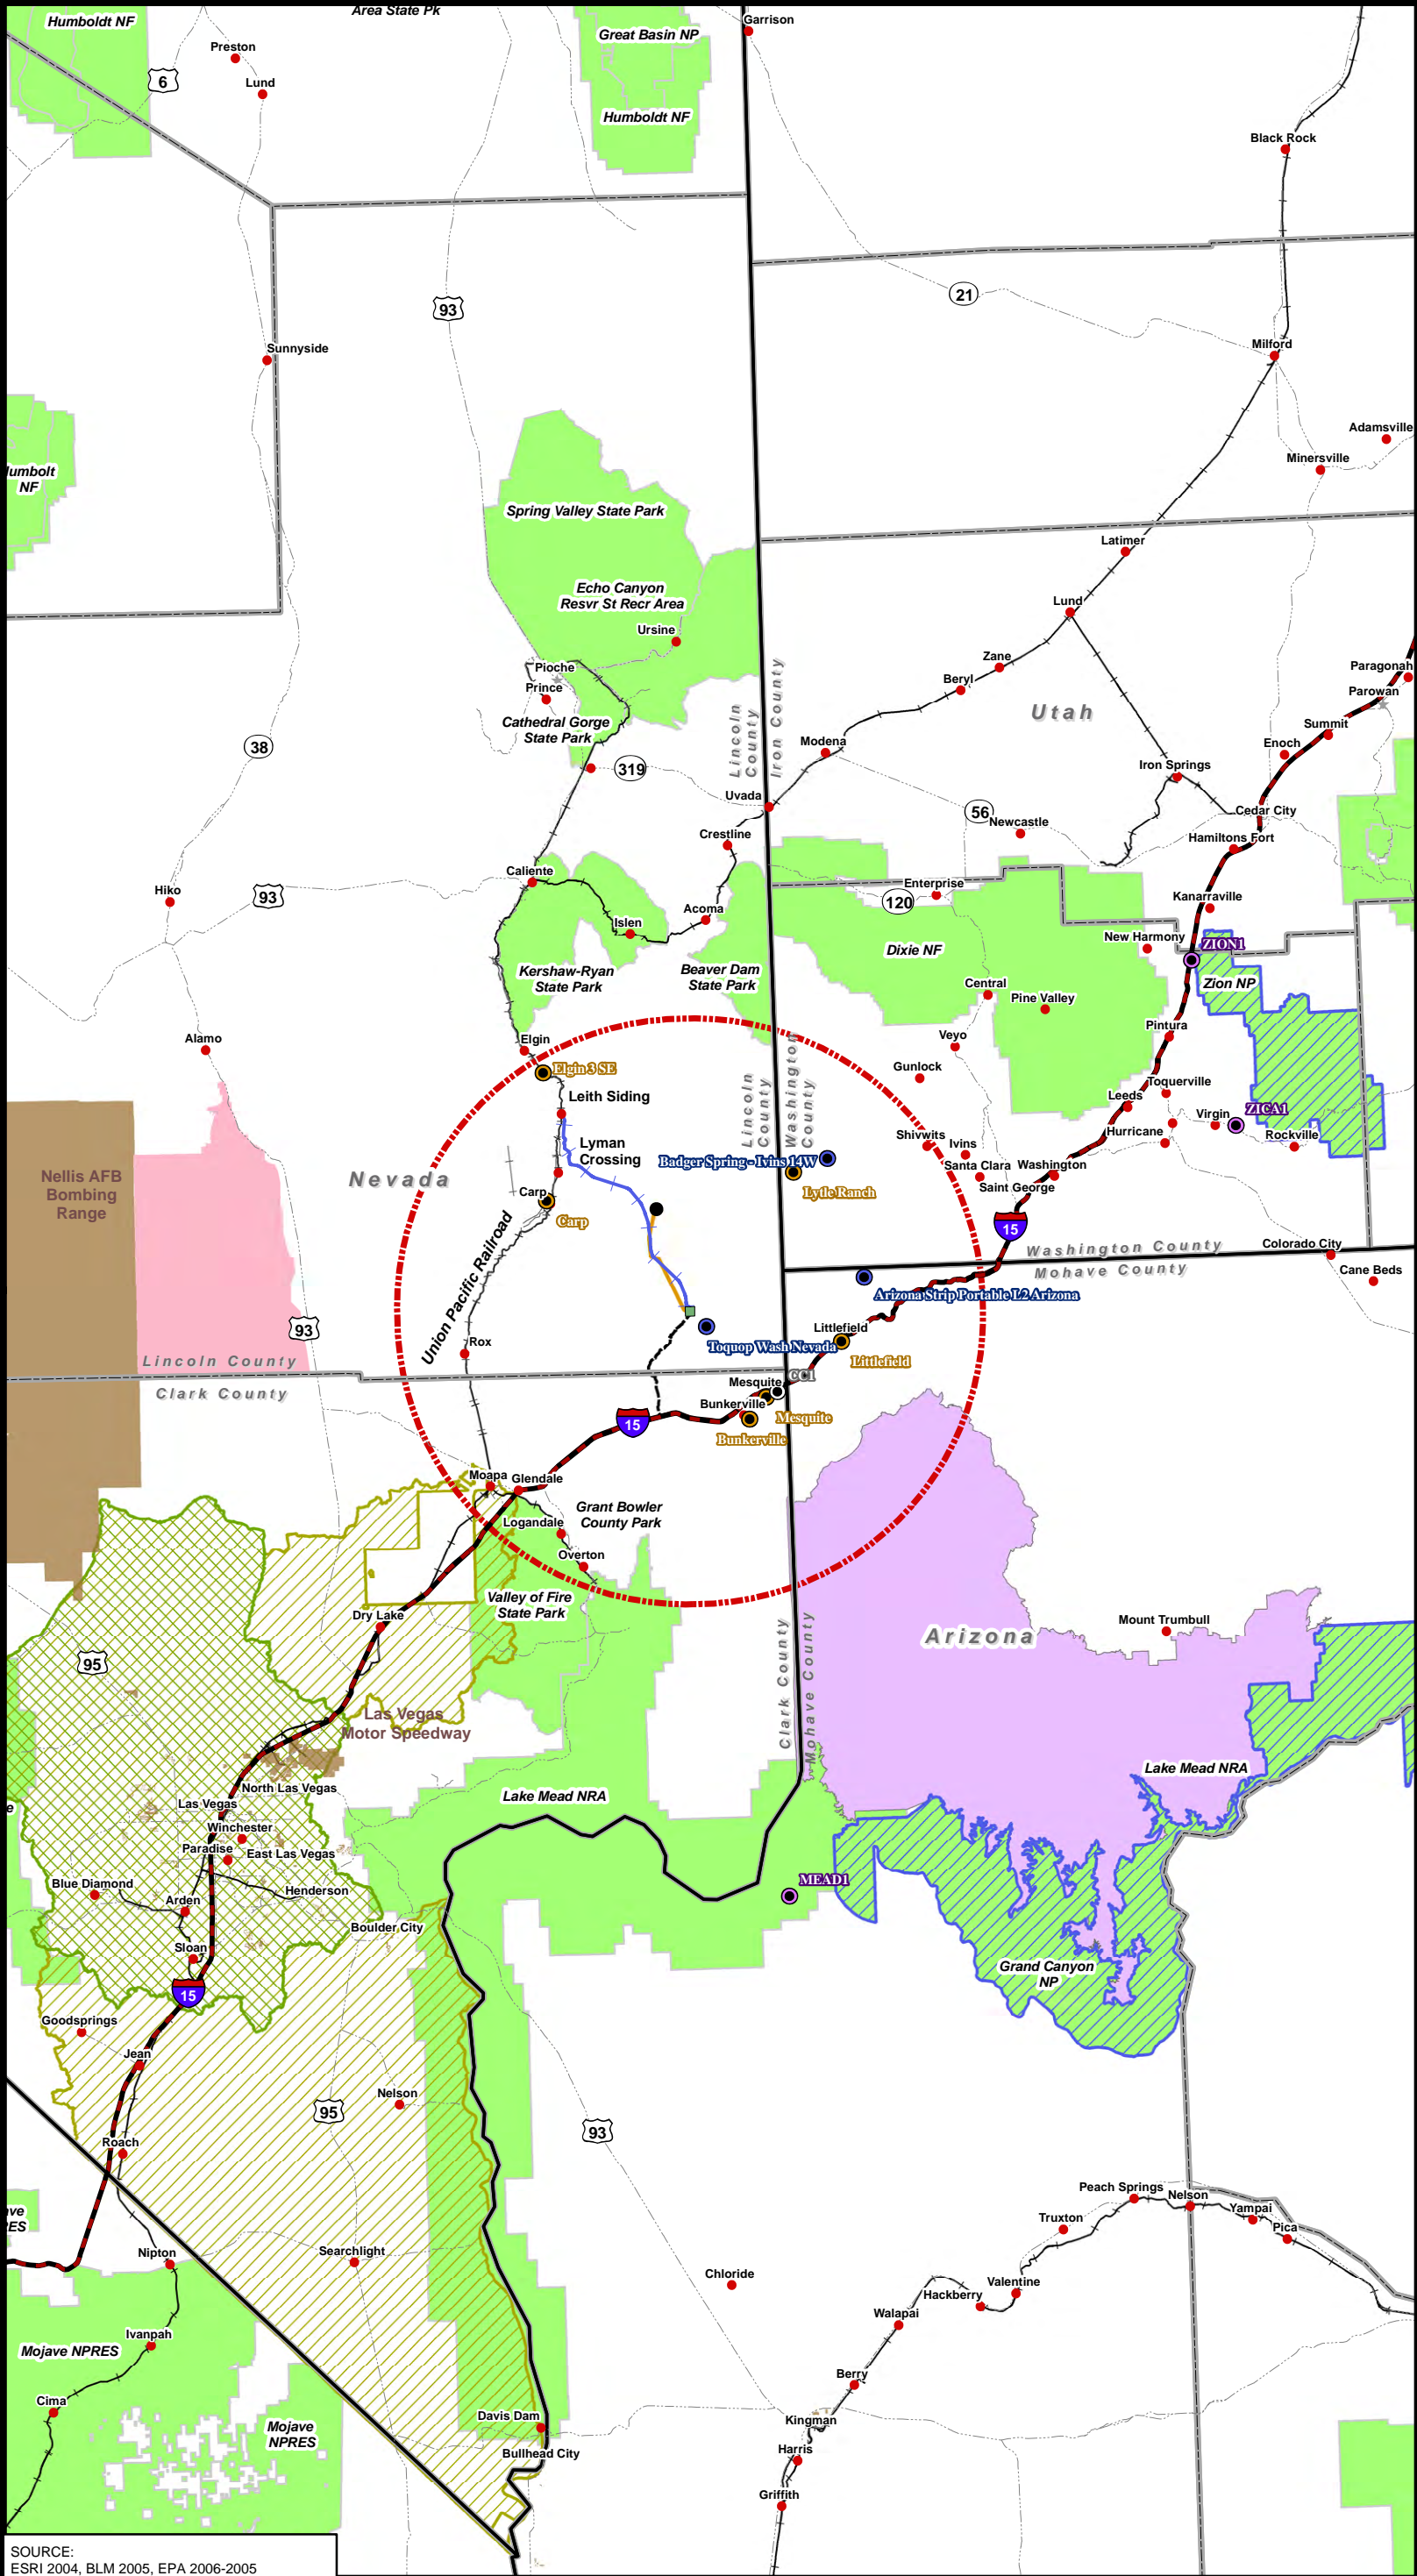 Humboldt NF
Area State Pk
Great Basin NP
Garrison
Preston
6
Lund
Humboldt NF
Black Rock
93
21
Sunnyside
Milford
Adamsville
Minersville
umbolt
NF
Spring Valley State Park
Latimer
Echo Canyon
Resvr St Recr Area
Lund
Ursine
Zane
Pioche
Beryl
Paragonah
Prince
Parowan
Lincoln
County
Iron County
Utah
Cathedral Gorge
State Park
Summit
Modena
Enoch
38
319
Iron Springs
Uvada
56
Cedar City
Newcastle
Crestline
Hamiltons Fort
Caliente
Enterprise
Hiko
93
120
Kanarraville
Acoma
Islen
New Harmony
ZION1
Dixie NF
Kershaw-Ryan
State Park
Beaver Dam
State Park
Zion NP
Central
Pine Valley
Pintura
Alamo
Elgin
Veyo
Elgin 3 SE
Gunlock
Toquerville
Leith Siding
Leeds
Lincoln
County
Washington
County
Virgin
ZICA1
Hurricane
Rockville
Shivwits
Lyman
Crossing
Ivins
Badger Spring - Ivins 14W
Santa Clara
Washington
Nellis AFB
Bombing
Range
Nevada
Saint George
Lytle Ranch
Carp
Carp
15
Union Pacific Railroad
Washington County
Colorado City
Mohave County
Cane Beds
Arizona Strip Portable L2 Arizona
93
Littlefield
Rox
Toquop Wash Nevada
Littlefield
Lincoln County
CC1
Mesquite
Clark County
Bunkerville
Mesquite
15
Bunkerville
Moapa
Glendale
Grant Bowler
County Park
Logandale
Overton
Valley of Fire
State Park
Dry Lake
Mount Trumbull
Arizona
95
Clark County
Mohave County
Las Vegas
Motor Speedway
Lake Mead NRA
North Las Vegas
Lake Mead NRA
Las Vegas
e
Winchester
Paradise
East Las Vegas
Blue Diamond
MEAD1
Henderson
Arden
Boulder City
Sloan
Grand Canyon
NP
15
Goodsprings
Jean
Nelson
95
93
Roach
Peach Springs
Nelson
ave
RES
Yampai
Truxton
Pica
Searchlight
Nipton
Chloride
Valentine
Hackberry
Walapai
Ivanpah
Mojave NPRES
Berry
Cima
Davis Dam
Kingman
Mojave
NPRES
Harris
Bullhead City
Griffith
SOURCE:
ESRI 2004, BLM 2005, EPA 2006-2005